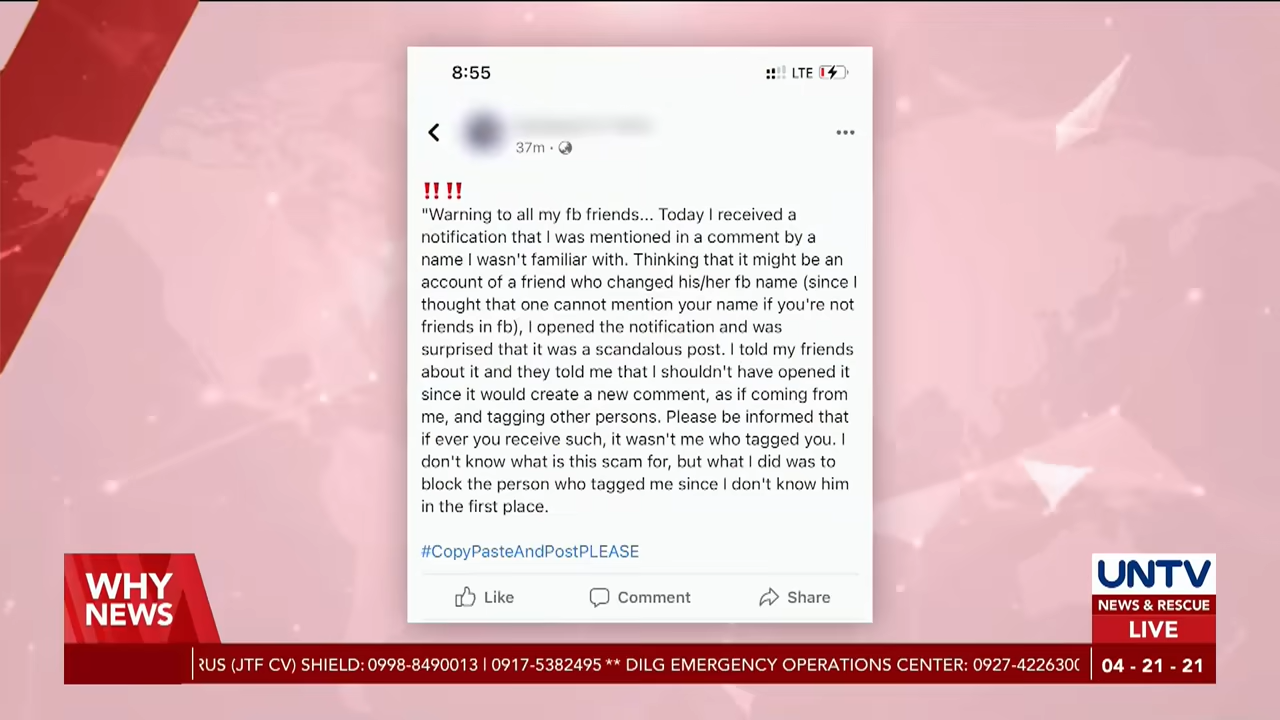 8:55
LTE
37m ·
‼️ ‼️
"Warning to all my fb friends... Today I received a
notification that I was mentioned in a comment by a
name I wasn't familiar with. Thinking that it might be an
account of a friend who changed his/her fb name (since I
thought that one cannot mention your name if you're not
friends in fb), I opened the notification and was
surprised that it was a scandalous post. I told my friends
about it and they told me that I shouldn't have opened it
since it would create a new comment, as if coming from
me, and tagging other persons. Please be informed that
if ever you receive such, it wasn't me who tagged you. I
don't know what is this scam for, but what I did was to
block the person who tagged me since I don't know him
in the first place.
#CopyPasteAndPostPLEASE
Like Comment Share
WHY
NEWS
UNTV
NEWS & RESCUE
LIVE
RUS (JTF CV) SHIELD: 0998-8490013 | 0917-5382495 ** DILG EMERGENCY OPERATIONS CENTER: 0927-422630
04 - 21 - 21